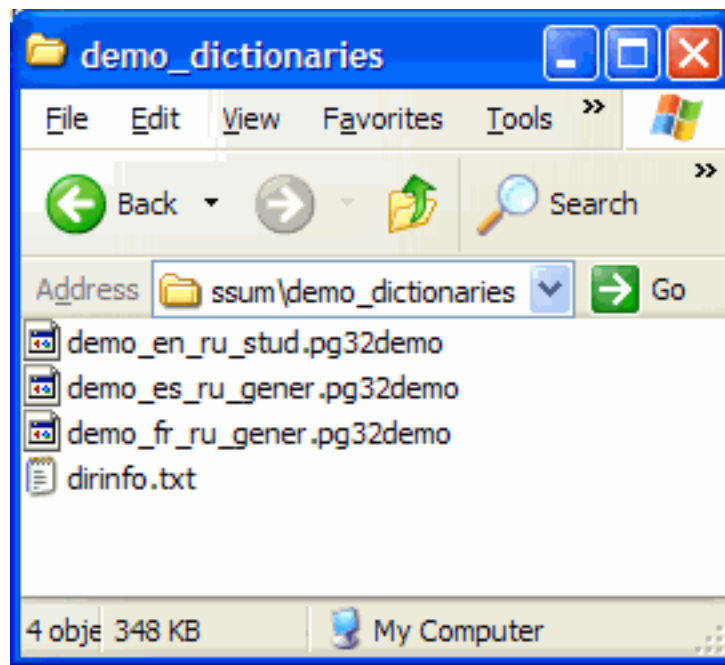 demo_dictionaries
File Edit View Favorites Tools »
Back Search »
Address ssum\demo_dictionaries Go
demo_en_ru_stud.pg32demo
demo_es_ru_gener.pg32demo
demo_fr_ru_gener.pg32demo
dirinfo.txt
4 obje 348 KB My Computer